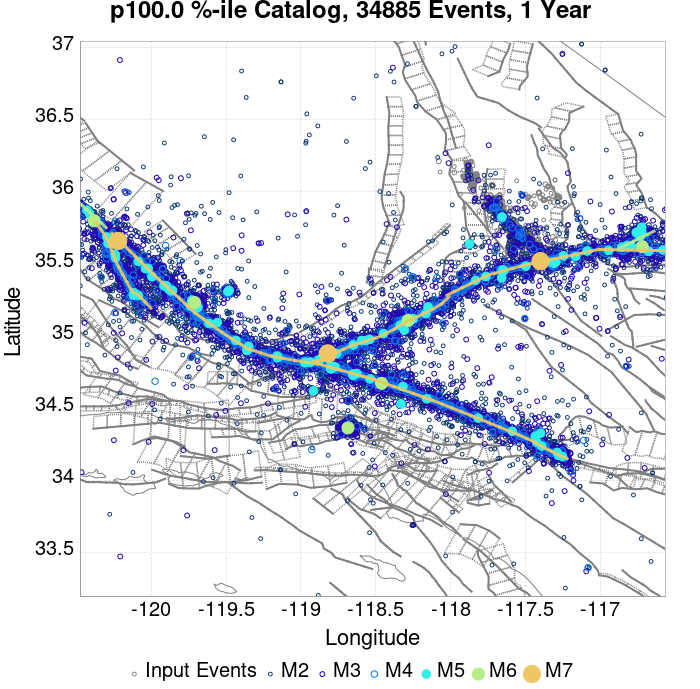 p100.0 %-ile Catalog, 34885 Events, 1 Year
37
36.5
36
35.5
35
34.5
34
33.5
Latitude
-120 -119.5 -119 -118.5 -118 -117.5 -117
Longitude
Input Events M2 M3 M4 M5 M6 M7